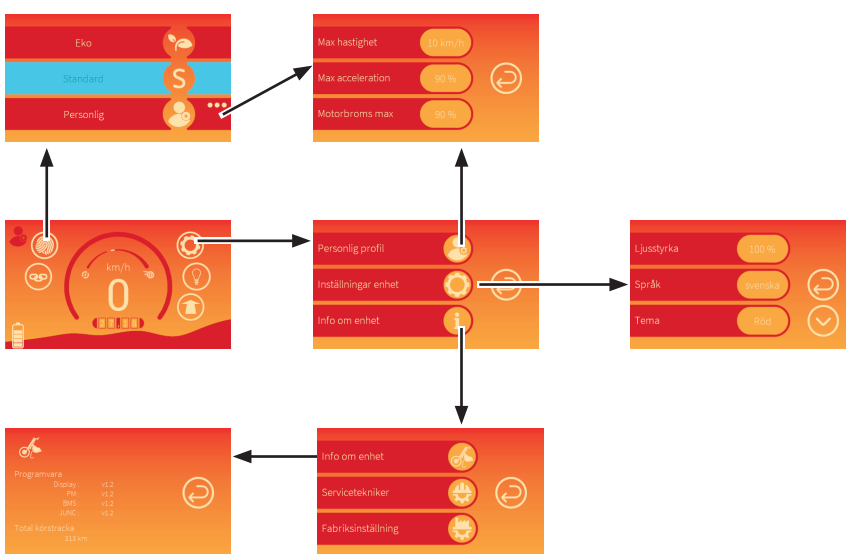 Eko
Standard
S
Personlig
Max hastighet 10 km/h
Max acceleration 90 %
Motorbroms max 90 %
km/h
0
Personlig profil
Inställningar enhet
Info om enhet
i
Ljusstyrka 100 %
Språk svenska
Tema Röd
Programvara
Display: v1.2
PM: v1.2
BMS: v1.2
JUNC: v1.2
Total körstracka
313 km
Info om enhet
Servicetekniker
Fabriksinställning